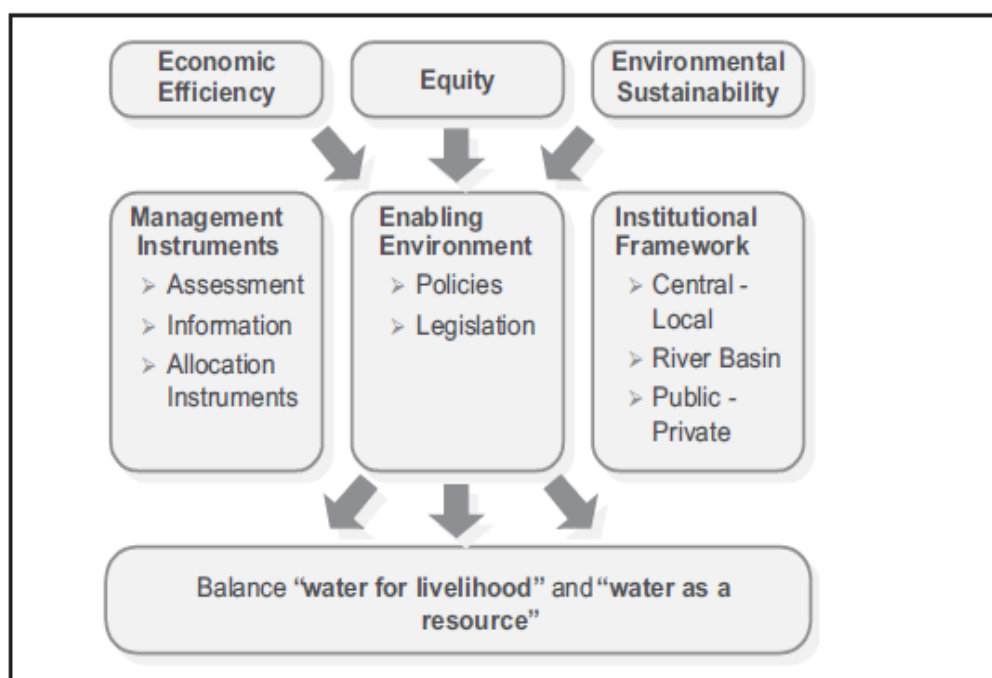 Economic
Efficiency
Equity
Environmental
Sustainability
Management
Instruments
➢ Assessment
➢ Information
➢ Allocation
Instruments
Enabling
Environment
➢ Policies
➢ Legislation
Institutional
Framework
➢ Central -
Local
➢ River Basin
➢ Public -
Private
Balance “water for livelihood” and “water as a
resource”